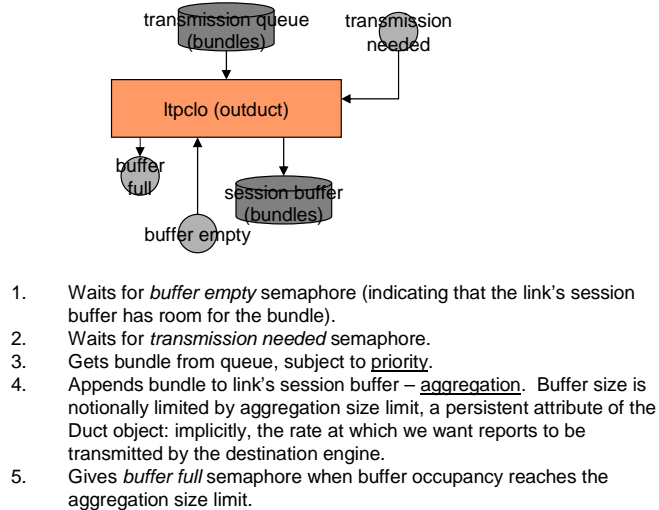 transmission queue
(bundles)
transmission
needed
ltpclo (outduct)
buffer
full
session buffer
(bundles)
buffer empty
1. Waits for buffer empty semaphore (indicating that the link's session
buffer has room for the bundle).
2. Waits for transmission needed semaphore.
3. Gets bundle from queue, subject to priority.
4. Appends bundle to link's session buffer – aggregation. Buffer size is
notionally limited by aggregation size limit, a persistent attribute of the
Duct object: implicitly, the rate at which we want reports to be
transmitted by the destination engine.
5. Gives buffer full semaphore when buffer occupancy reaches the
aggregation size limit.